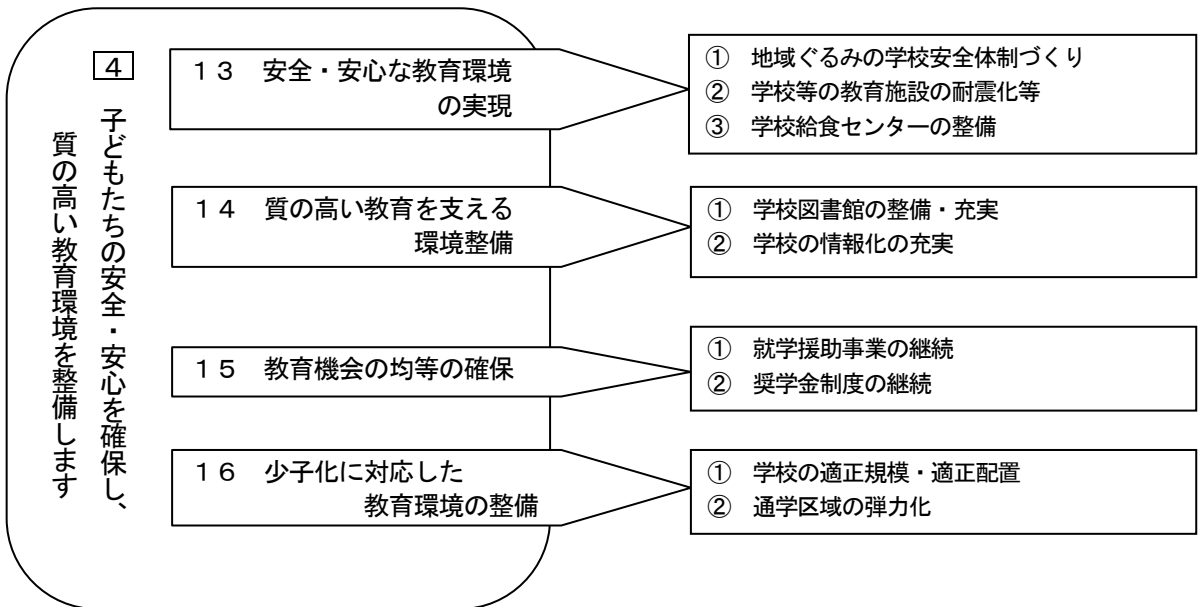 4
子どもたちの安全・安心を確保し、
質の高い教育環境を整備します
13 安全・安心な教育環境
の実現
① 地域ぐるみの学校安全体制づくり
② 学校等の教育施設の耐震化等
③ 学校給食センターの整備
14 質の高い教育を支える
環境整備
① 学校図書館の整備・充実
② 学校の情報化の充実
15 教育機会の均等の確保
① 就学援助事業の継続
② 奨学金制度の継続
16 少子化に対応した
教育環境の整備
① 学校の適正規模・適正配置
② 通学区域の弾力化